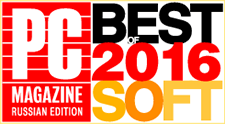 PC
MAGAZINE
RUSSIAN EDITION
BEST
OF
2016
SOFT